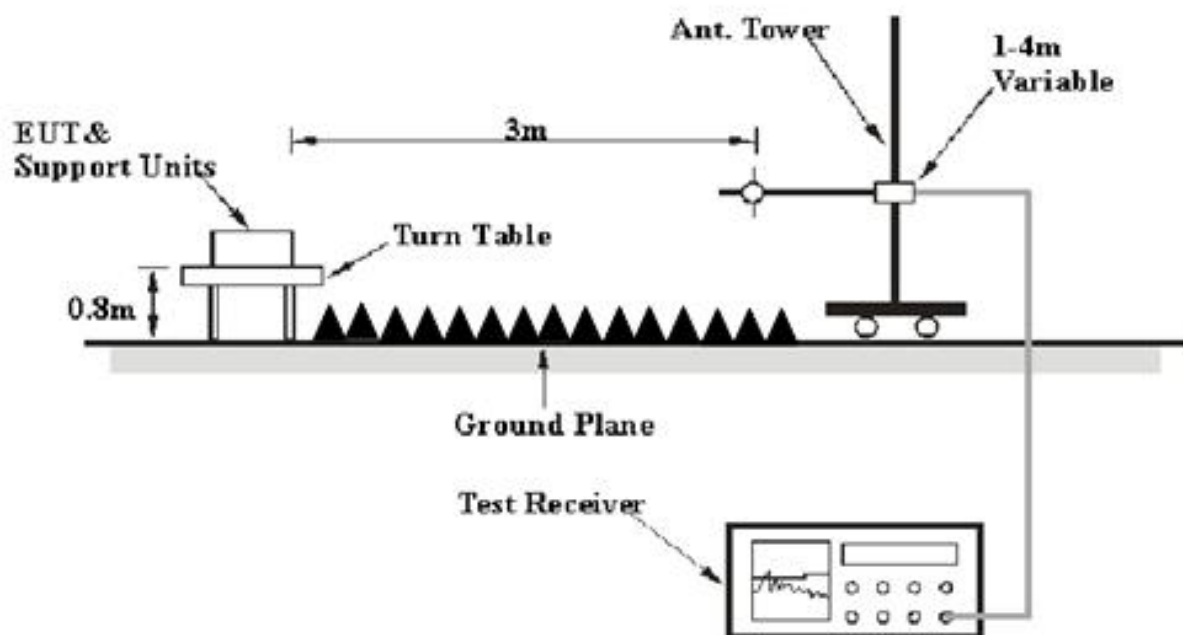 Ant. Tower
1-4m
Variable
3m
EUT&
Support Units
Turn Table
0.8m
Ground Plane
Test Receiver